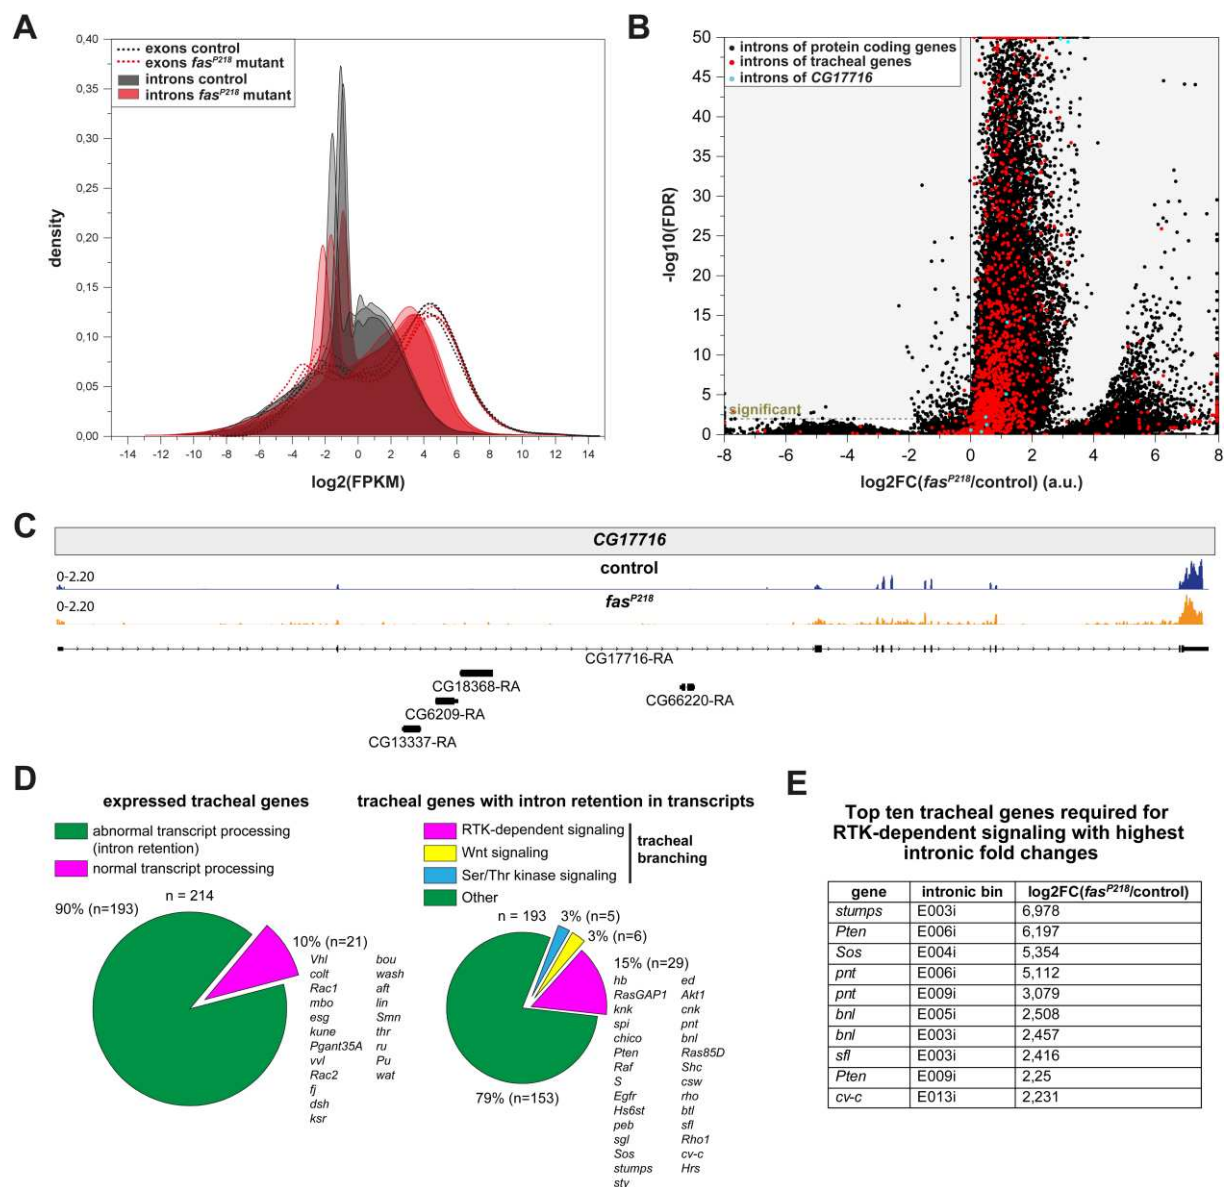 A
0,40
0,35
0,30
0,25
0,20
0,15
0,10
0,05
0,00
density
exons control
exons fasP218 mutant
introns control
introns fasP218 mutant
-14 -12 -10 -8 -6 -4 -2 0 2 4 6 8 10 12 14
log2(FPKM)
B
50
45
40
35
30
25
20
15
10
5
0
-log10(FDR)
introns of protein coding genes
introns of tracheal genes
introns of CG17716
significant
-8 -6 -4 -2 0 2 4 6 8
log2FC(fasP218/control) (a.u.)
C
CG17716
control
0-2.20
fasP218
0-2.20
CG17716-RA
CG18368-RA
CG66220-RA
CG6209-RA
CG13337-RA
D
expressed tracheal genes
abnormal transcript processing
(intron retention)
normal transcript processing
n = 214
90% (n=193)
10% (n=21)
Vhl bou
colt wash
Rac1 aft
mbo lin
esg Smn
kune thr
Pgant35A ru
vvl Pu
Rac2 wat
fj
dsh
ksr
tracheal genes with intron retention in transcripts
RTK-dependent signaling
Wnt signaling
Ser/Thr kinase signaling
Other
tracheal
branching
n = 193
3% (n=5)
3% (n=6)
15% (n=29)
hb ed
RasGAP1 Akt1
knk cnk
spi pnt
chico bnl
Pten Ras85D
Raf Shc
S csw
Egfr rho
Hs6st btl
peb sfl
sgl Rho1
Sos cv-c
stumps Hrs
sty
79% (n=153)
E
Top ten tracheal genes required for
RTK-dependent signaling with highest
intronic fold changes
gene intronic bin log2FC(fasP218/control)
stumps E003i 6,978
Pten E006i 6,197
Sos E004i 5,354
pnt E006i 5,112
pnt E009i 3,079
bnl E005i 2,508
bnl E003i 2,457
sfl E003i 2,416
Pten E009i 2,25
cv-c E013i 2,231